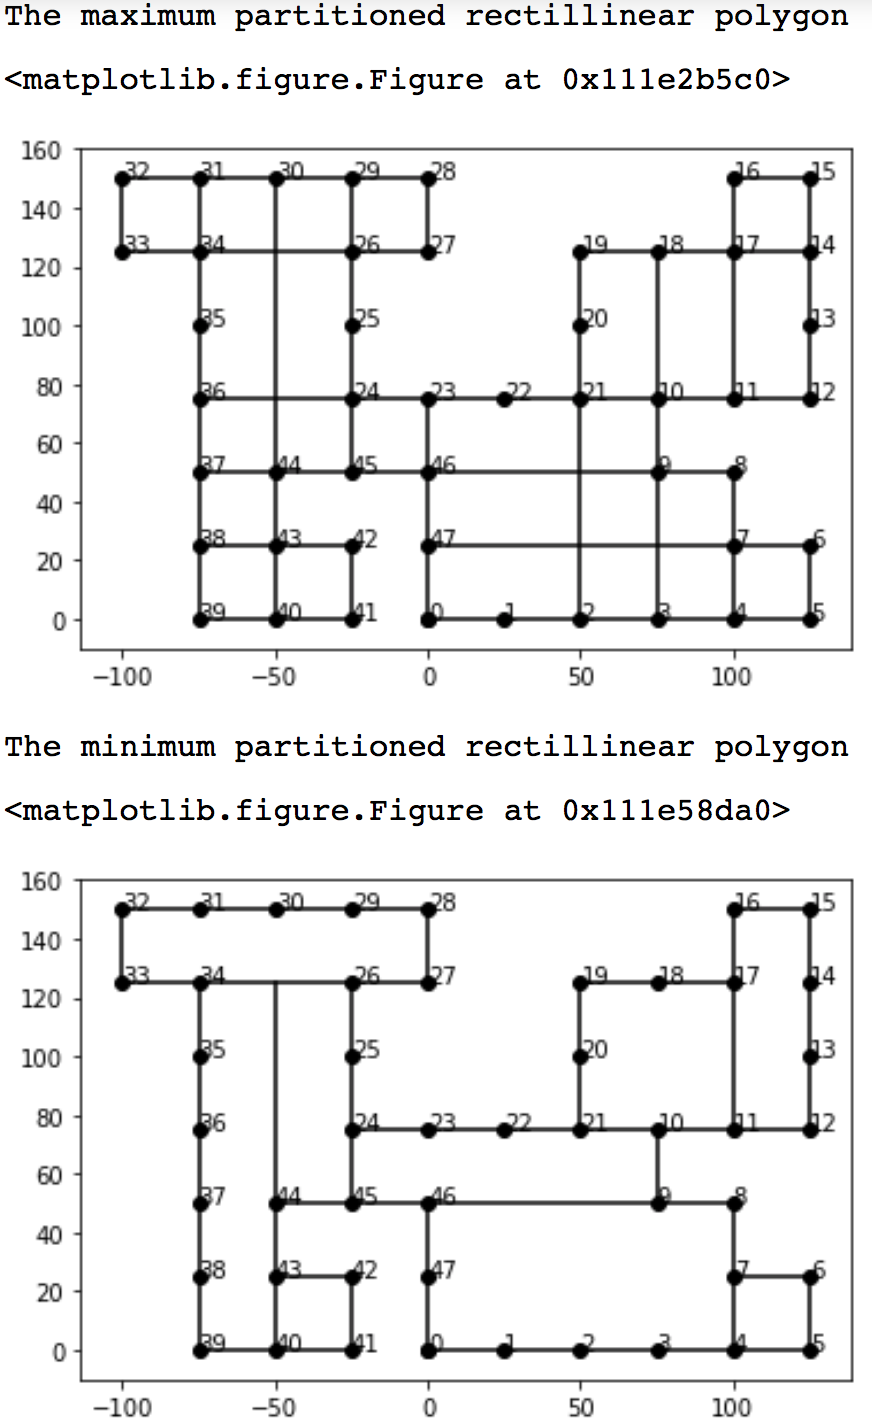 The maximum partitioned rectillinear polygon
<matplotlib.figure.Figure at 0x111e2b5c0>
160
32 31 30 29 28 16 15
140
33 34 26 27 19 18 17 14
120
35 25 20 13
100
36 24 23 22 21 10 11 12
80
60
37 44 45 46 9 8
40
38 43 42 47 7 6
20
39 40 41 0 1 2 3 4 5
0
−100 −50 0 50 100
The minimum partitioned rectillinear polygon
<matplotlib.figure.Figure at 0x111e58da0>
160
32 31 30 29 28 16 15
140
33 34 26 27 19 18 17 14
120
35 25 20 13
100
36 24 23 22 21 10 11 12
80
60
37 44 45 46 9 8
40
38 43 42 47 7 6
20
39 40 41 0 1 2 3 4 5
0
−100 −50 0 50 100